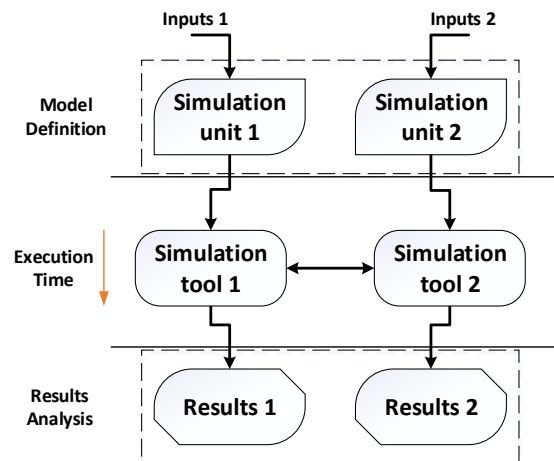 Inputs 1
Inputs 2
Model
Definition
Simulation
unit 1
Simulation
unit 2
Execution
Time
Simulation
tool 1
Simulation
tool 2
Results
Analysis
Results 1
Results 2